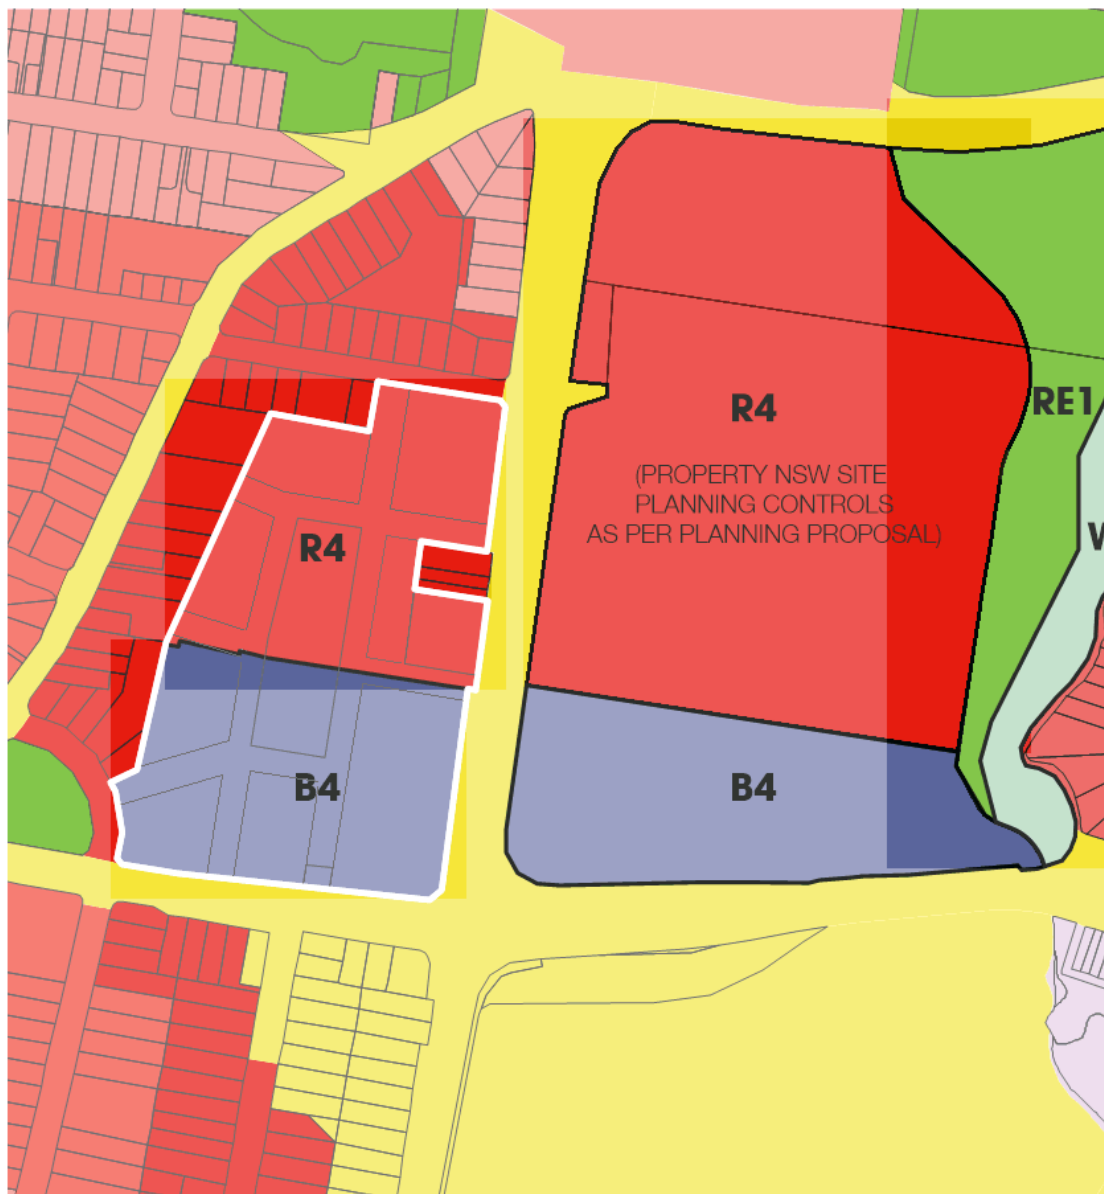 R4
RE1
(PROPERTY NSW SITE
PLANNING CONTROLS
AS PER PLANNING PROPOSAL)
R4
B4
B4